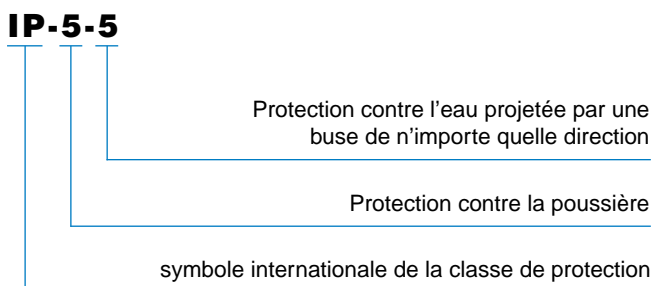 IP-5-5
Protection contre l’eau projetée par une
buse de n’importe quelle direction
Protection contre la poussière
symbole internationale de la classe de protection